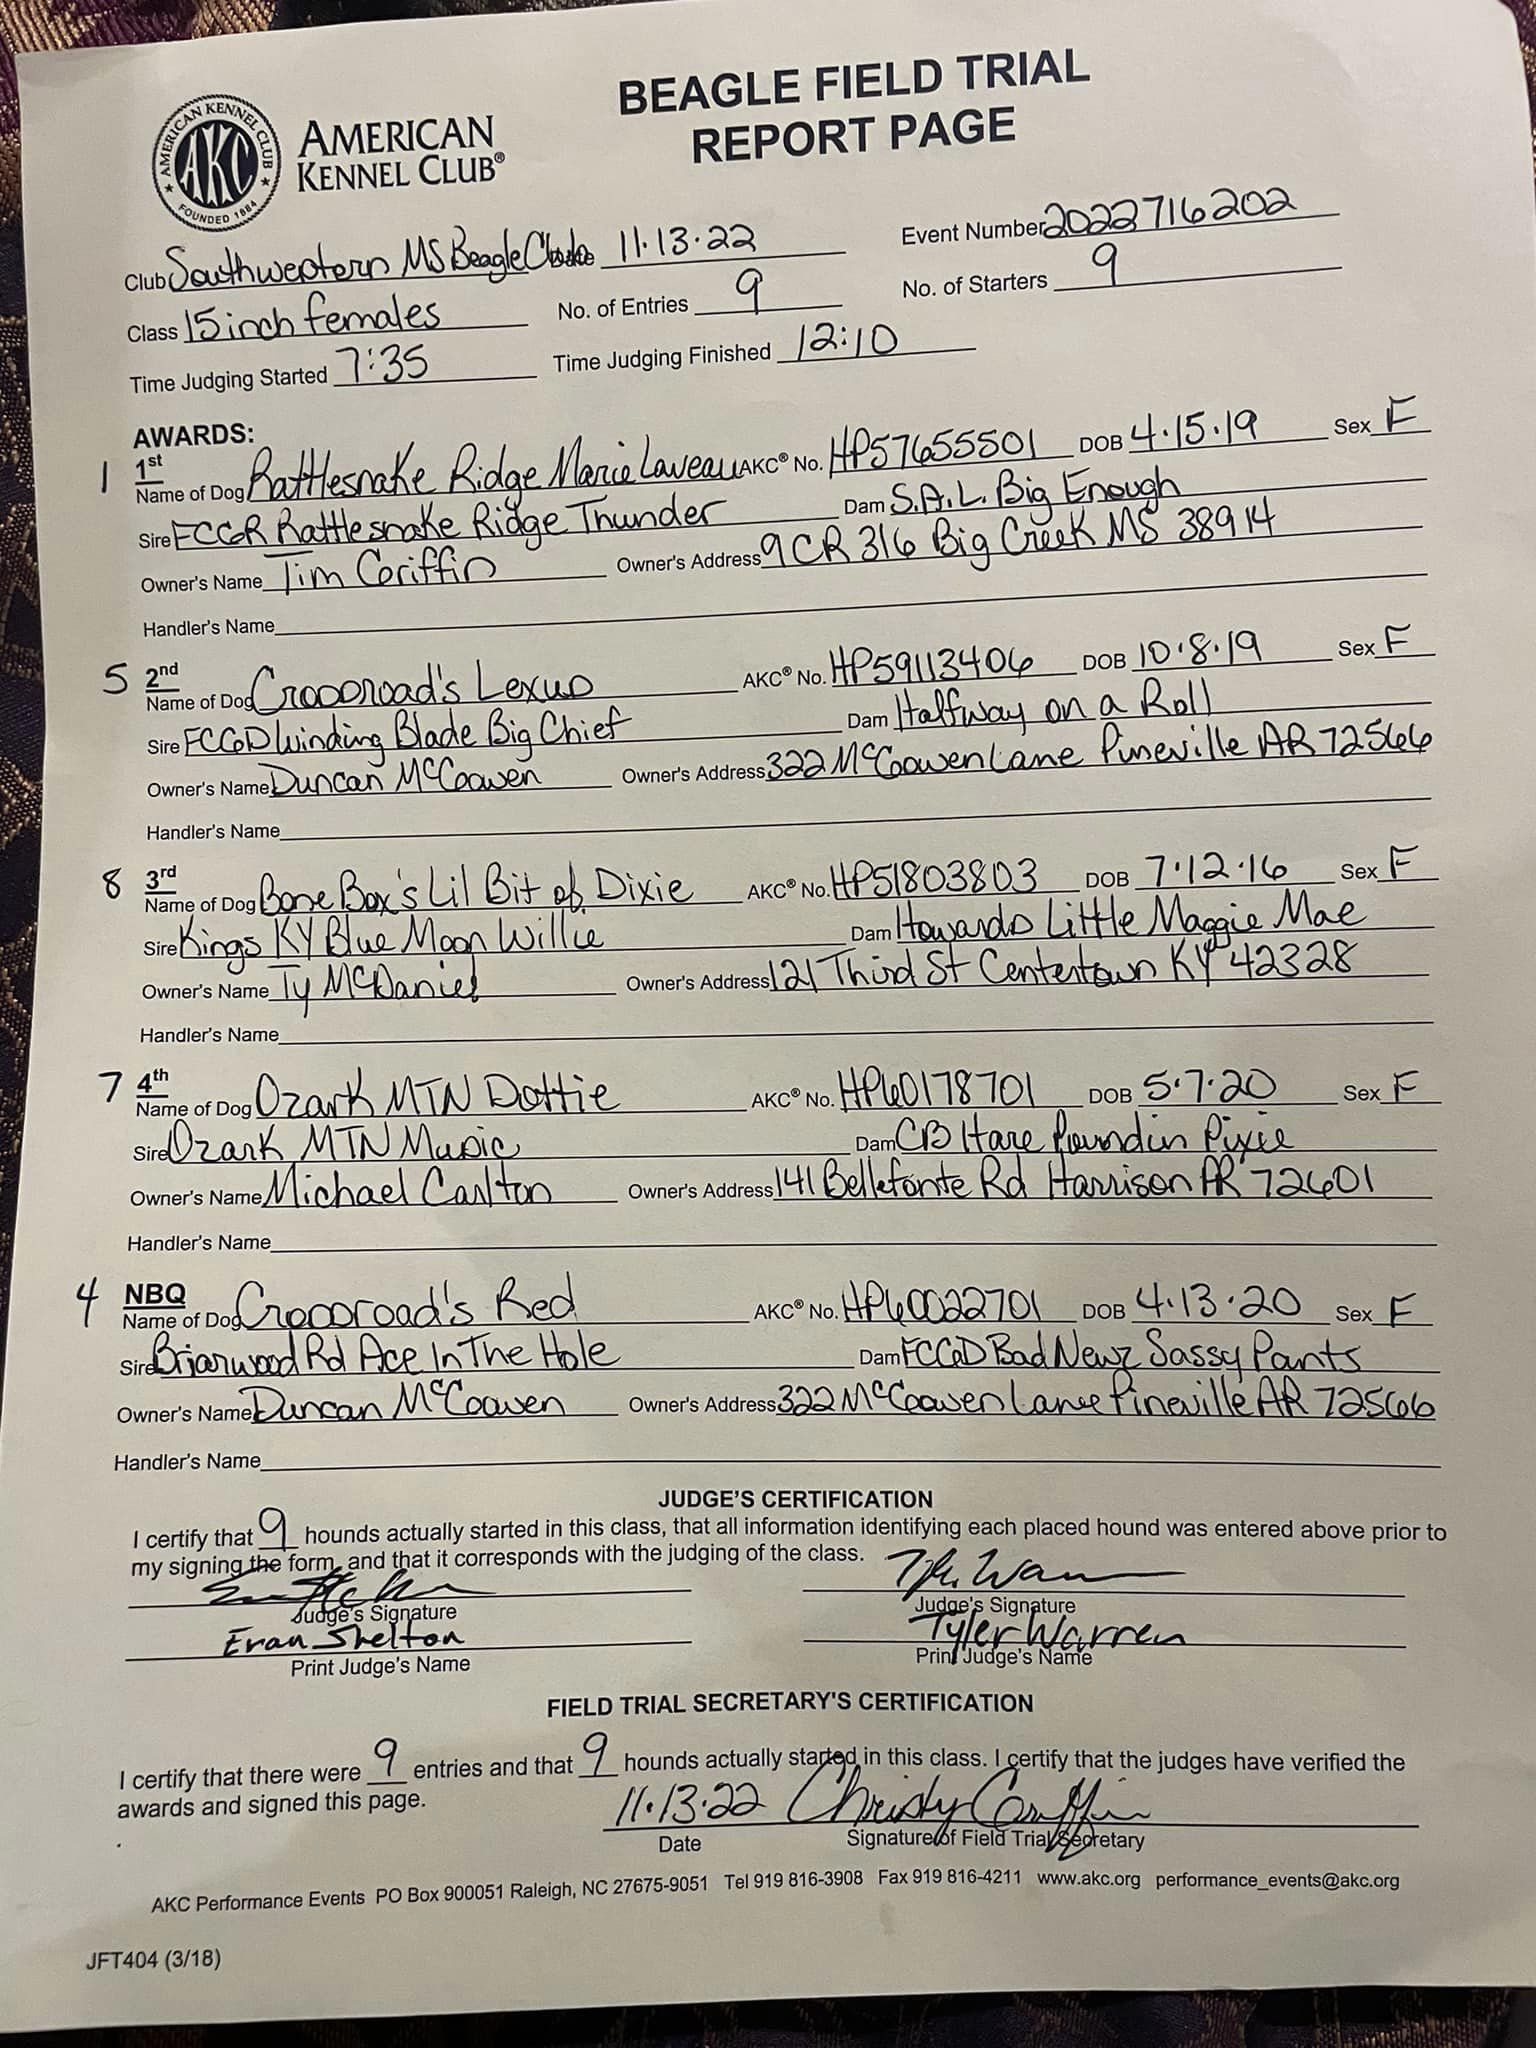 BEAGLE FIELD TRIAL
REPORT PAGE
AMERICAN KENNEL CLUB
AKC
FOUNDED 1884
AMERICAN
KENNEL CLUB®
Club Southwestern MS Beagle Club 11.13.22 Event Number 2022716202
Class 15 inch females No. of Entries 9 No. of Starters 9
Time Judging Started 7:35 Time Judging Finished 12:10
AWARDS:
1 1st
Name of Dog Rattlesnake Ridge Marie Laveau AKC® No. HP57655501 DOB 4.15.19 Sex F
Sire FCGR Rattlesnake Ridge Thunder Dam S.A.L. Big Enough
Owner's Name Tim Griffin Owner's Address 9 CR 316 Big Creek MS 38914
Handler's Name
5 2nd
Name of Dog Crossroad's Lexus AKC® No. HP59113406 DOB 10.8.19 Sex F
Sire FCGD Winding Blade Big Chief Dam Halfway on a Roll
Owner's Name Duncan McGowen Owner's Address 322 McGowen Lane Pineville AR 72566
Handler's Name
8 3rd
Name of Dog Bone Box's Lil Bit of Dixie AKC® No. HP51803803 DOB 7.12.16 Sex F
Sire Kings KY Blue Moon Willie Dam Howards Little Maggie Mae
Owner's Name Ty McDaniel Owner's Address 121 Third St Centertown KY 42328
Handler's Name
7 4th
Name of Dog Ozark MTN Dottie AKC® No. HP60178701 DOB 5.7.20 Sex F
Sire Ozark MTN Music Dam CB Hare Poundin Pixie
Owner's Name Michael Carlton Owner's Address 141 Bellefonte Rd Harrison AR 72601
Handler's Name
4 NBQ
Name of Dog Crossroad's Red AKC® No. HP60022701 DOB 4.13.20 Sex F
Sire Briarwood Rd Ace In The Hole Dam FCGD Bad Newz Sassy Pants
Owner's Name Duncan McGowen Owner's Address 322 McGowen Lane Pineville AR 72566
Handler's Name
JUDGE'S CERTIFICATION
I certify that 9 hounds actually started in this class, that all information identifying each placed hound was entered above prior to
my signing the form, and that it corresponds with the judging of the class.
Judge's Signature Judge's Signature
Evan Shelton Tyler Warren
Print Judge's Name Print Judge's Name
FIELD TRIAL SECRETARY'S CERTIFICATION
I certify that there were 9 entries and that 9 hounds actually started in this class. I certify that the judges have verified the
awards and signed this page.
11.13.22 Christy Griffin
Date Signature of Field Trial Secretary
AKC Performance Events PO Box 900051 Raleigh, NC 27675-9051 Tel 919 816-3908 Fax 919 816-4211 www.akc.org performance_events@akc.org
JFT404 (3/18)